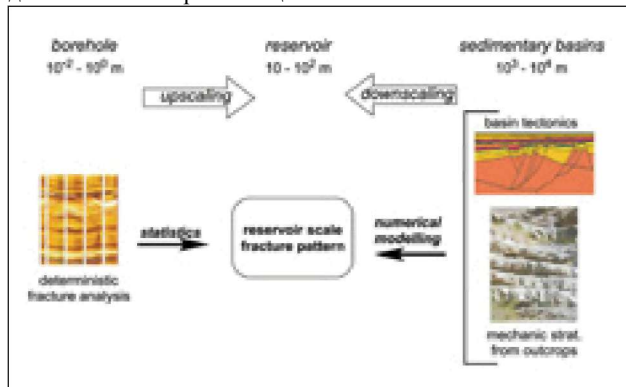 borehole
10⁻² - 10⁰ m
reservoir
10 - 10² m
sedimentary basins
10³ - 10⁴ m
upscaling
downscaling
basin tectonics
statistics
reservoir scale
fracture pattern
numerical
modelling
deterministic
fracture analysis
mechanic strat.
from outcrops